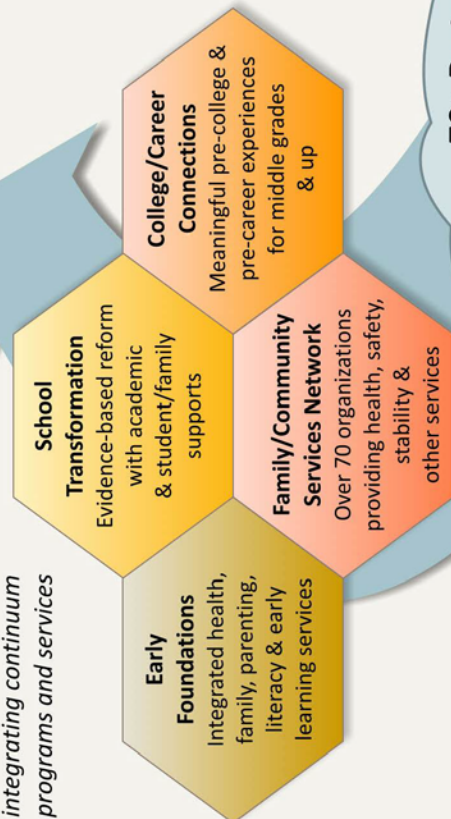 integrating continuum
programs and services
Early
Foundations
Integrated health,
family, parenting,
literacy & early
learning services
School
Transformation
Evidence-based reform
with academic
& student/family
supports
Family/Community
Services Network
Over 70 organizations
providing health, safety,
stability &
other services
College/Career
Connections
Meaningful pre-college &
pre-career experiences
for middle grades
& up